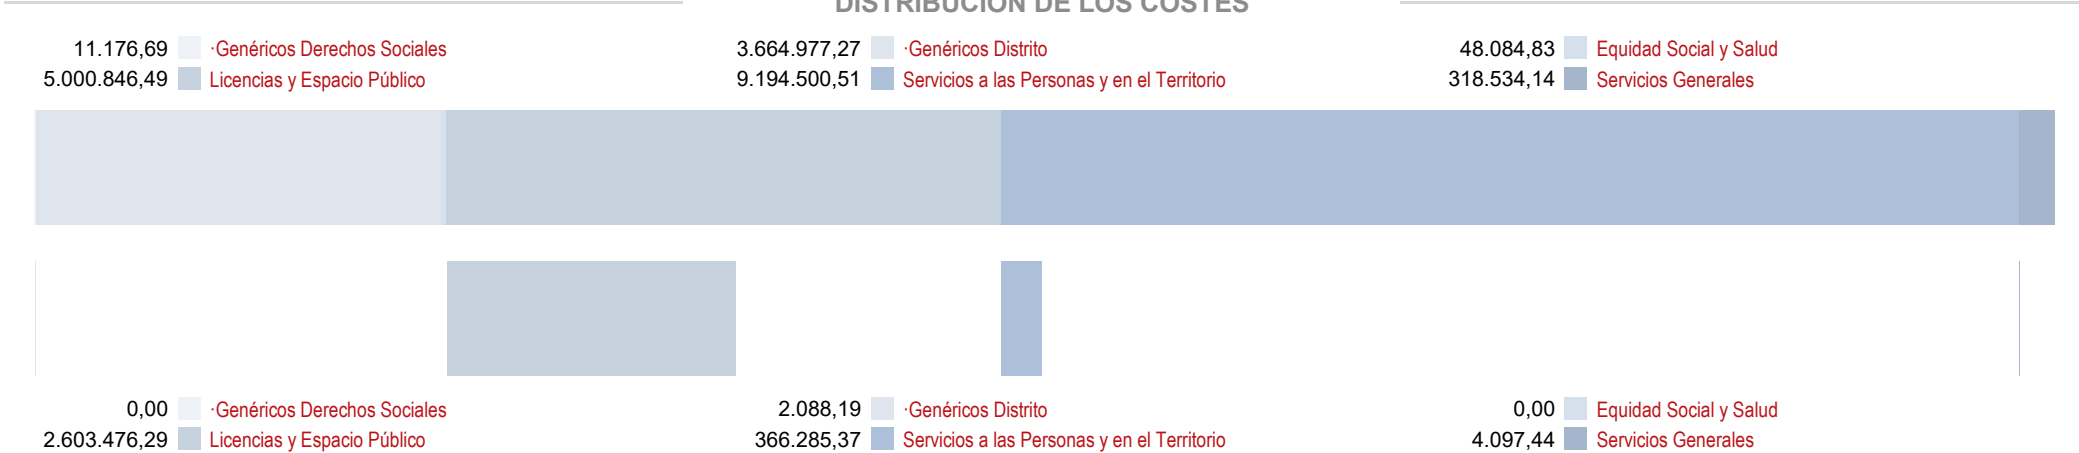 DISTRIBUCIÓN DE LOS COSTES
11.176,69 ·Genéricos Derechos Sociales 3.664.977,27 ·Genéricos Distrito 48.084,83 Equidad Social y Salud
5.000.846,49 Licencias y Espacio Público 9.194.500,51 Servicios a las Personas y en el Territorio 318.534,14 Servicios Generales
0,00 ·Genéricos Derechos Sociales 2.088,19 ·Genéricos Distrito 0,00 Equidad Social y Salud
2.603.476,29 Licencias y Espacio Público 366.285,37 Servicios a las Personas y en el Territorio 4.097,44 Servicios Generales